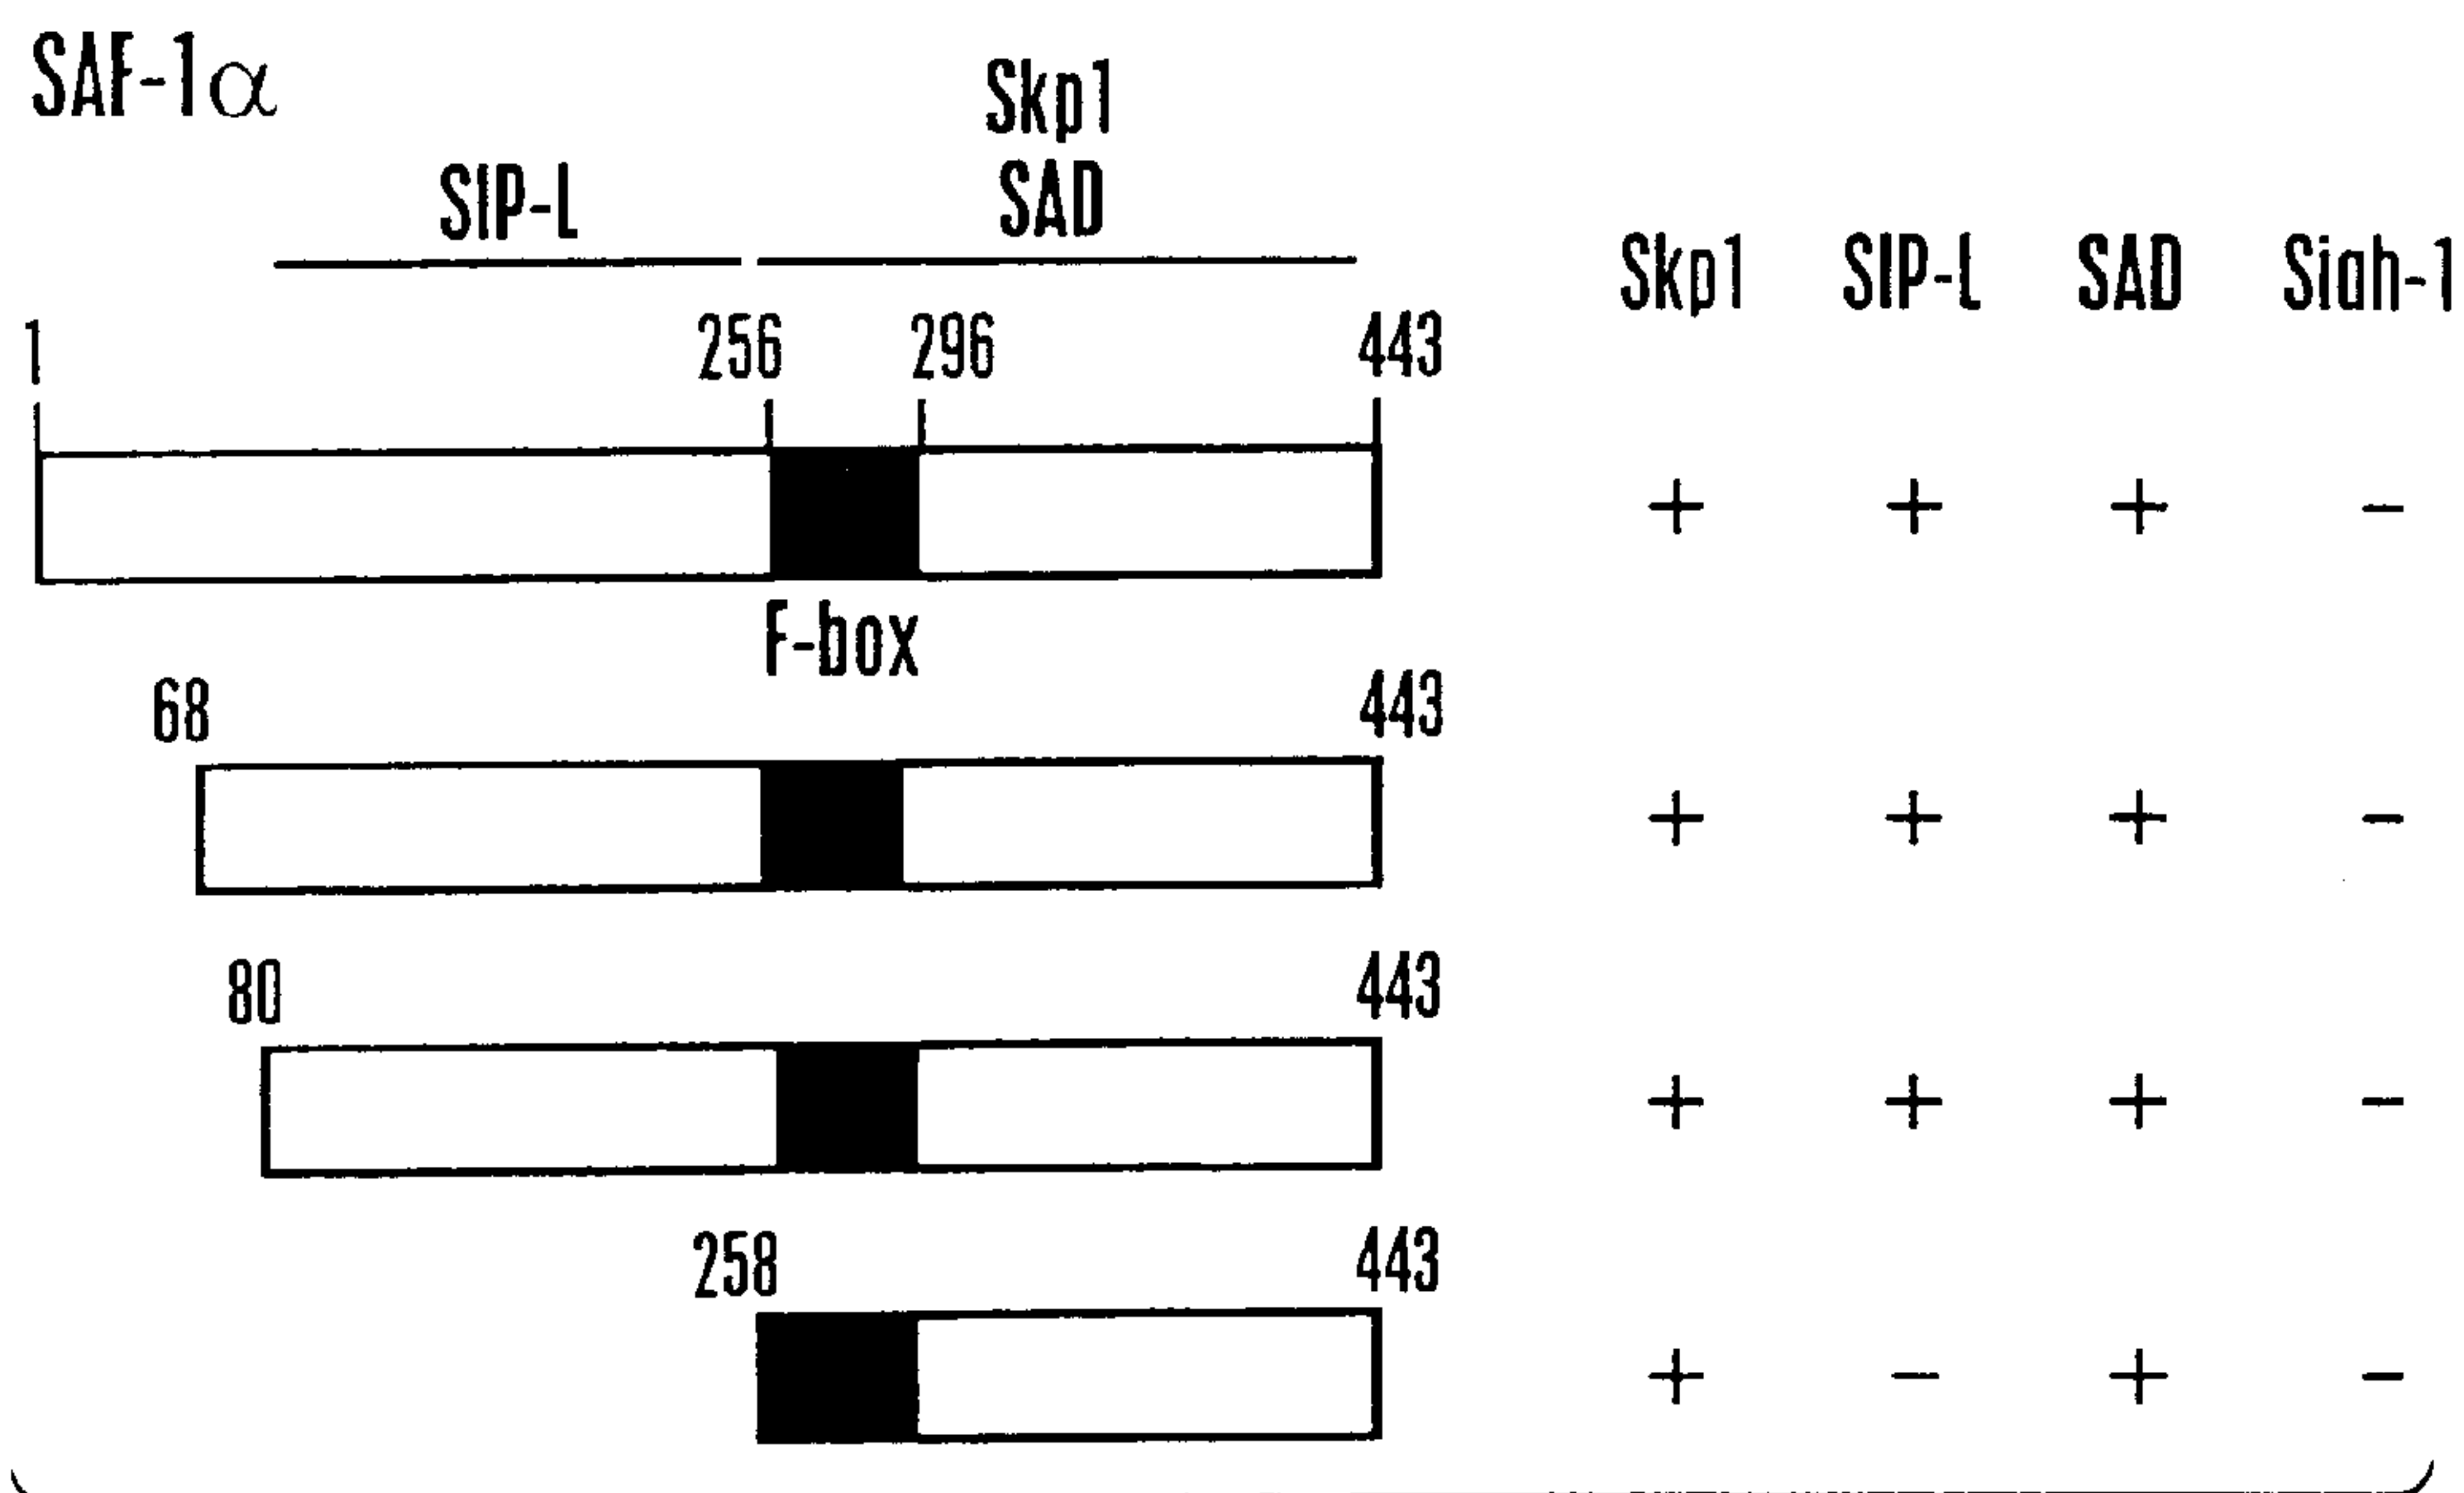 SAF-1α
Skp1
SIP-L SAD
Skp1 SIP-L SAD Siah-1
1 256 296 443
+ + + -
F-box
68 443
+ + + -
80 443
+ + + -
258 443
+ - + -